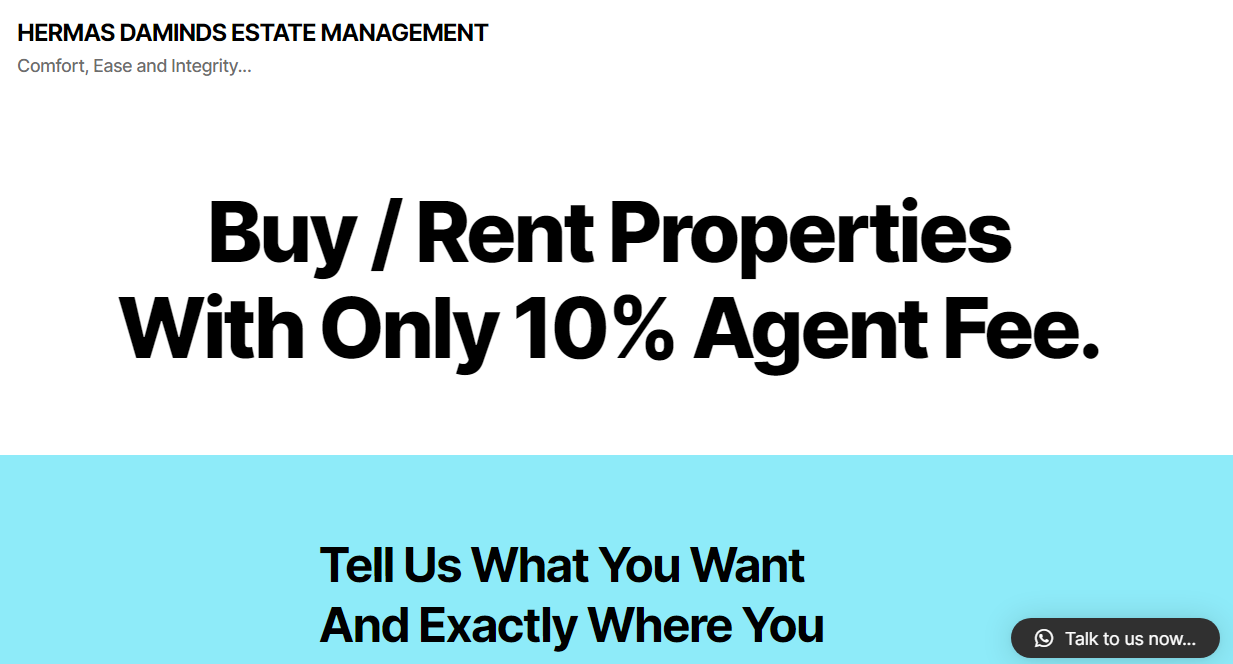 HERMAS DAMINDS ESTATE MANAGEMENT
Comfort, Ease and Integrity...
Buy / Rent Properties
With Only 10% Agent Fee.
Tell Us What You Want
And Exactly Where You
Talk to us now...